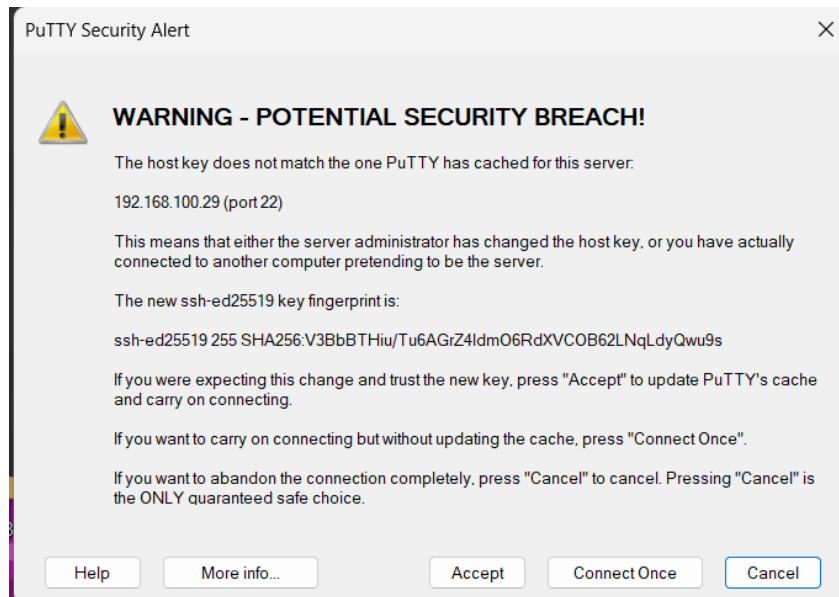 PuTTY Security Alert
WARNING - POTENTIAL SECURITY BREACH!
The host key does not match the one PuTTY has cached for this server:
192.168.100.29 (port 22)
This means that either the server administrator has changed the host key, or you have actually
connected to another computer pretending to be the server.
The new ssh-ed25519 key fingerprint is:
ssh-ed25519 255 SHA256:V3BbBTHiu/Tu6AGrZ4ldmO6RdXVCOB62LNqLdyQwu9s
If you were expecting this change and trust the new key, press "Accept" to update PuTTY's cache
and carry on connecting.
If you want to carry on connecting but without updating the cache, press "Connect Once".
If you want to abandon the connection completely, press "Cancel" to cancel. Pressing "Cancel" is
the ONLY guaranteed safe choice.
Help
More info...
Accept
Connect Once
Cancel